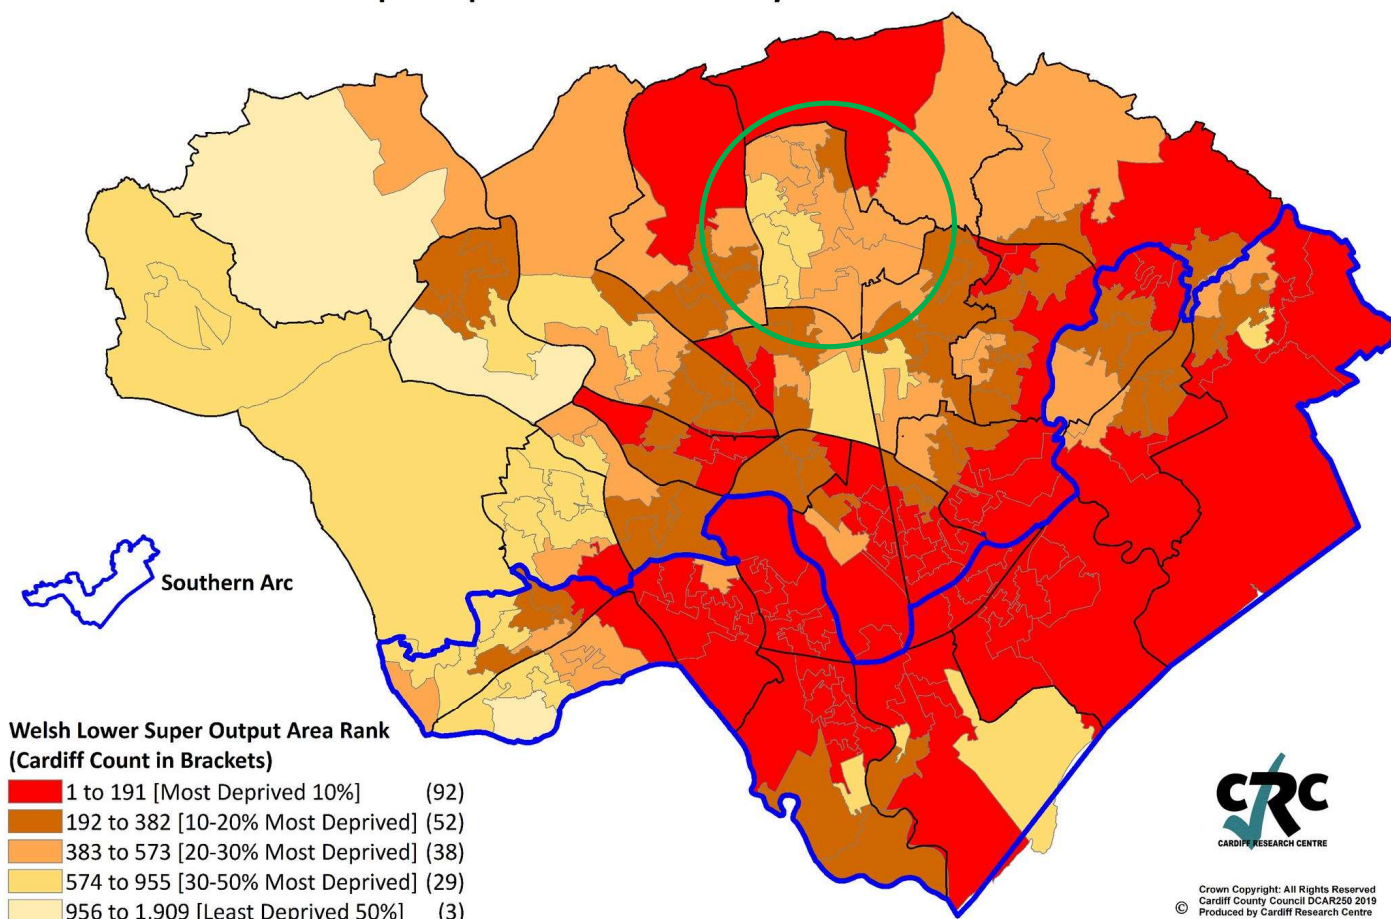 Southern Arc
Welsh Lower Super Output Area Rank
(Cardiff Count in Brackets)
1 to 191 [Most Deprived 10%] (92)
192 to 382 [10-20% Most Deprived] (52)
383 to 573 [20-30% Most Deprived] (38)
574 to 955 [30-50% Most Deprived] (29)
956 to 1,909 [Least Deprived 50%] (3)
CRC
CARDIFF RESEARCH CENTRE
Crown Copyright: All Rights Reserved
Cardiff County Council DCAR250 2019
© Produced by Cardiff Research Centre